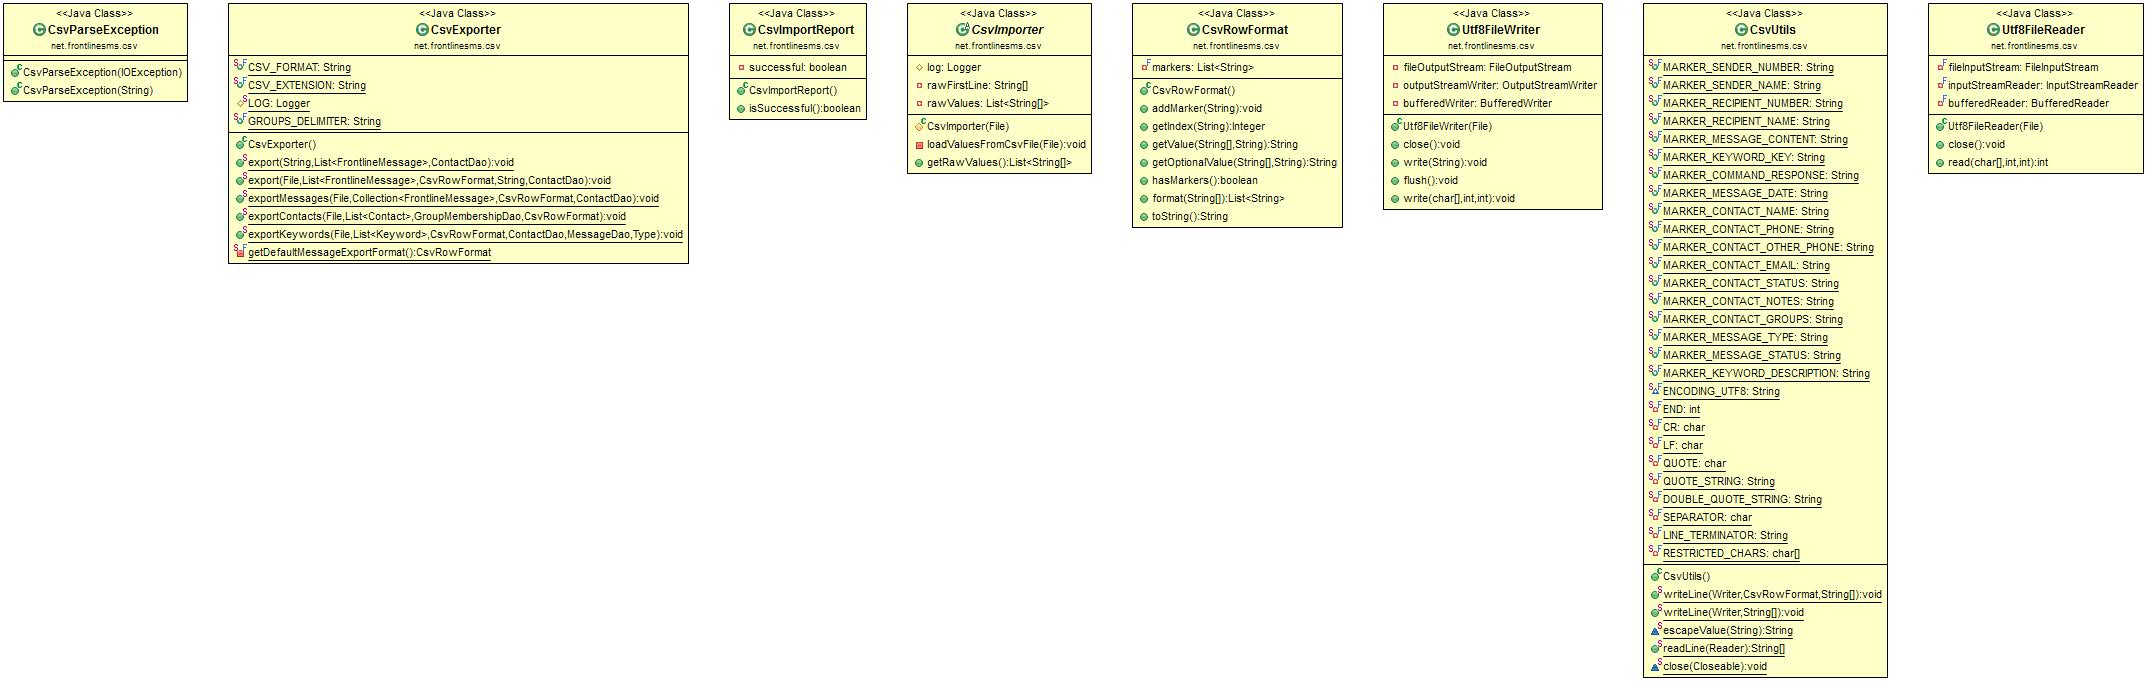 <<Java Class>>
CsvParseException
net.frontlinesms.csv
CsvParseException(IOException)
CsvParseException(String)
<<Java Class>>
CsvExporter
net.frontlinesms.csv
CSV_FORMAT: String
CSV_EXTENSION: String
LOG: Logger
GROUPS_DELIMITER: String
CsvExporter()
export(String,List<FrontlineMessage>,ContactDao):void
export(File,List<FrontlineMessage>,CsvRowFormat,String,ContactDao):void
exportMessages(File,Collection<FrontlineMessage>,CsvRowFormat,ContactDao):void
exportContacts(File,List<Contact>,GroupMembershipDao,CsvRowFormat):void
exportKeywords(File,List<Keyword>,CsvRowFormat,ContactDao,MessageDao,Type):void
getDefaultMessageExportFormat():CsvRowFormat
<<Java Class>>
CsvImportReport
net.frontlinesms.csv
successful: boolean
CsvImportReport()
isSuccessful():boolean
<<Java Class>>
CsvImporter
net.frontlinesms.csv
log: Logger
rawFirstLine: String[]
rawValues: List<String[]>
CsvImporter(File)
loadValuesFromCsvFile(File):void
getRawValues():List<String[]>
<<Java Class>>
CsvRowFormat
net.frontlinesms.csv
markers: List<String>
CsvRowFormat()
addMarker(String):void
getIndex(String):Integer
getValue(String[],String):String
getOptionalValue(String[],String):String
hasMarkers():boolean
format(String[]):List<String>
toString():String
<<Java Class>>
Utf8FileWriter
net.frontlinesms.csv
fileOutputStream: FileOutputStream
outputStreamWriter: OutputStreamWriter
bufferedWriter: BufferedWriter
Utf8FileWriter(File)
close():void
write(String):void
flush():void
write(char[],int,int):void
<<Java Class>>
CsvUtils
net.frontlinesms.csv
MARKER_SENDER_NUMBER: String
MARKER_SENDER_NAME: String
MARKER_RECIPIENT_NUMBER: String
MARKER_RECIPIENT_NAME: String
MARKER_MESSAGE_CONTENT: String
MARKER_KEYWORD_KEY: String
MARKER_COMMAND_RESPONSE: String
MARKER_MESSAGE_DATE: String
MARKER_CONTACT_NAME: String
MARKER_CONTACT_PHONE: String
MARKER_CONTACT_OTHER_PHONE: String
MARKER_CONTACT_EMAIL: String
MARKER_CONTACT_STATUS: String
MARKER_CONTACT_NOTES: String
MARKER_CONTACT_GROUPS: String
MARKER_MESSAGE_TYPE: String
MARKER_MESSAGE_STATUS: String
MARKER_KEYWORD_DESCRIPTION: String
ENCODING_UTF8: String
END: int
CR: char
LF: char
QUOTE: char
QUOTE_STRING: String
DOUBLE_QUOTE_STRING: String
SEPARATOR: char
LINE_TERMINATOR: String
RESTRICTED_CHARS: char[]
CsvUtils()
writeLine(Writer,CsvRowFormat,String[]):void
writeLine(Writer,String[]):void
escapeValue(String):String
readLine(Reader):String[]
close(Closeable):void
<<Java Class>>
Utf8FileReader
net.frontlinesms.csv
fileInputStream: FileInputStream
inputStreamReader: InputStreamReader
bufferedReader: BufferedReader
Utf8FileReader(File)
close():void
read(char[],int,int):int